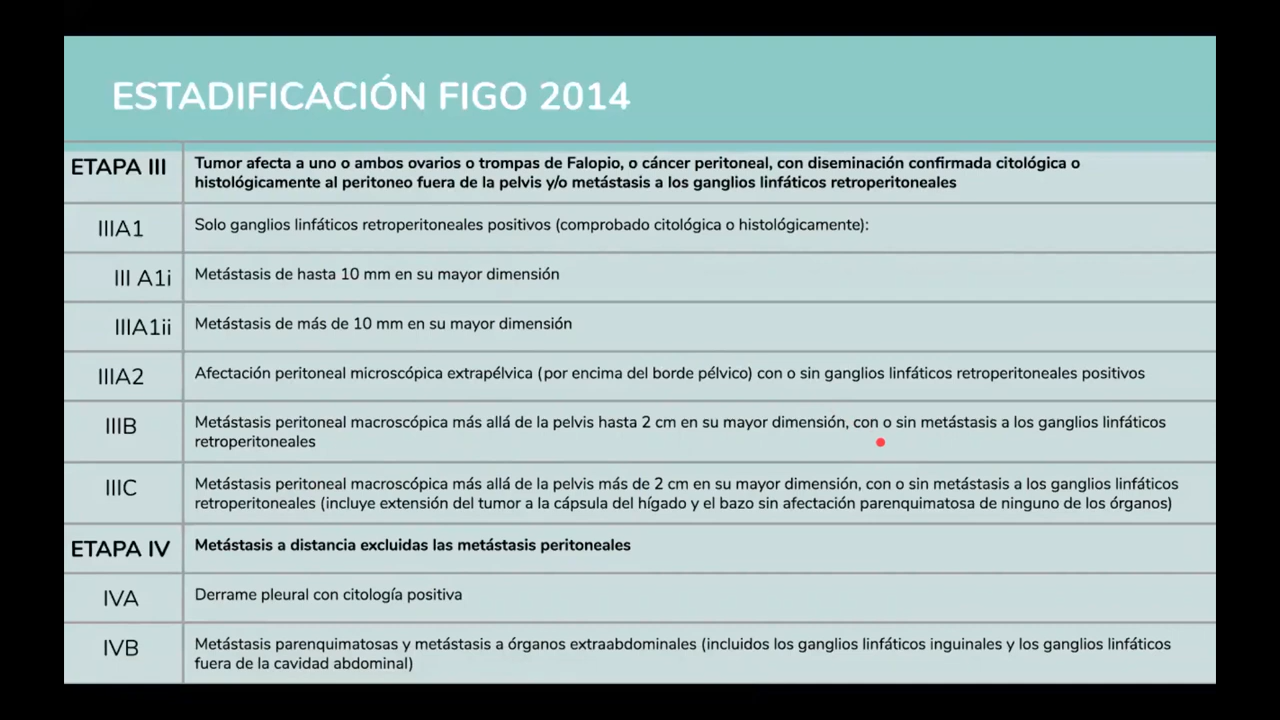 ESTADIFICACIÓN FIGO 2014
ETAPA III
Tumor afecta a uno o ambos ovarios o trompas de Falopio, o cáncer peritoneal, con diseminación confirmada citológica o
histológicamente al peritoneo fuera de la pelvis y/o metástasis a los ganglios linfáticos retroperitoneales
IIIA1
Solo ganglios linfáticos retroperitoneales positivos (comprobado citológica o histológicamente):
III A1i
Metástasis de hasta 10 mm en su mayor dimensión
IIIA1ii
Metástasis de más de 10 mm en su mayor dimensión
IIIA2
Afectación peritoneal microscópica extrapélvica (por encima del borde pélvico) con o sin ganglios linfáticos retroperitoneales positivos
IIIB
Metástasis peritoneal macroscópica más allá de la pelvis hasta 2 cm en su mayor dimensión, con o sin metástasis a los ganglios linfáticos
retroperitoneales
IIIC
Metástasis peritoneal macroscópica más allá de la pelvis más de 2 cm en su mayor dimensión, con o sin metástasis a los ganglios linfáticos
retroperitoneales (incluye extensión del tumor a la cápsula del hígado y el bazo sin afectación parenquimatosa de ninguno de los órganos)
ETAPA IV
Metástasis a distancia excluidas las metástasis peritoneales
IVA
Derrame pleural con citología positiva
IVB
Metástasis parenquimatosas y metástasis a órganos extraabdominales (incluidos los ganglios linfáticos inguinales y los ganglios linfáticos
fuera de la cavidad abdominal)